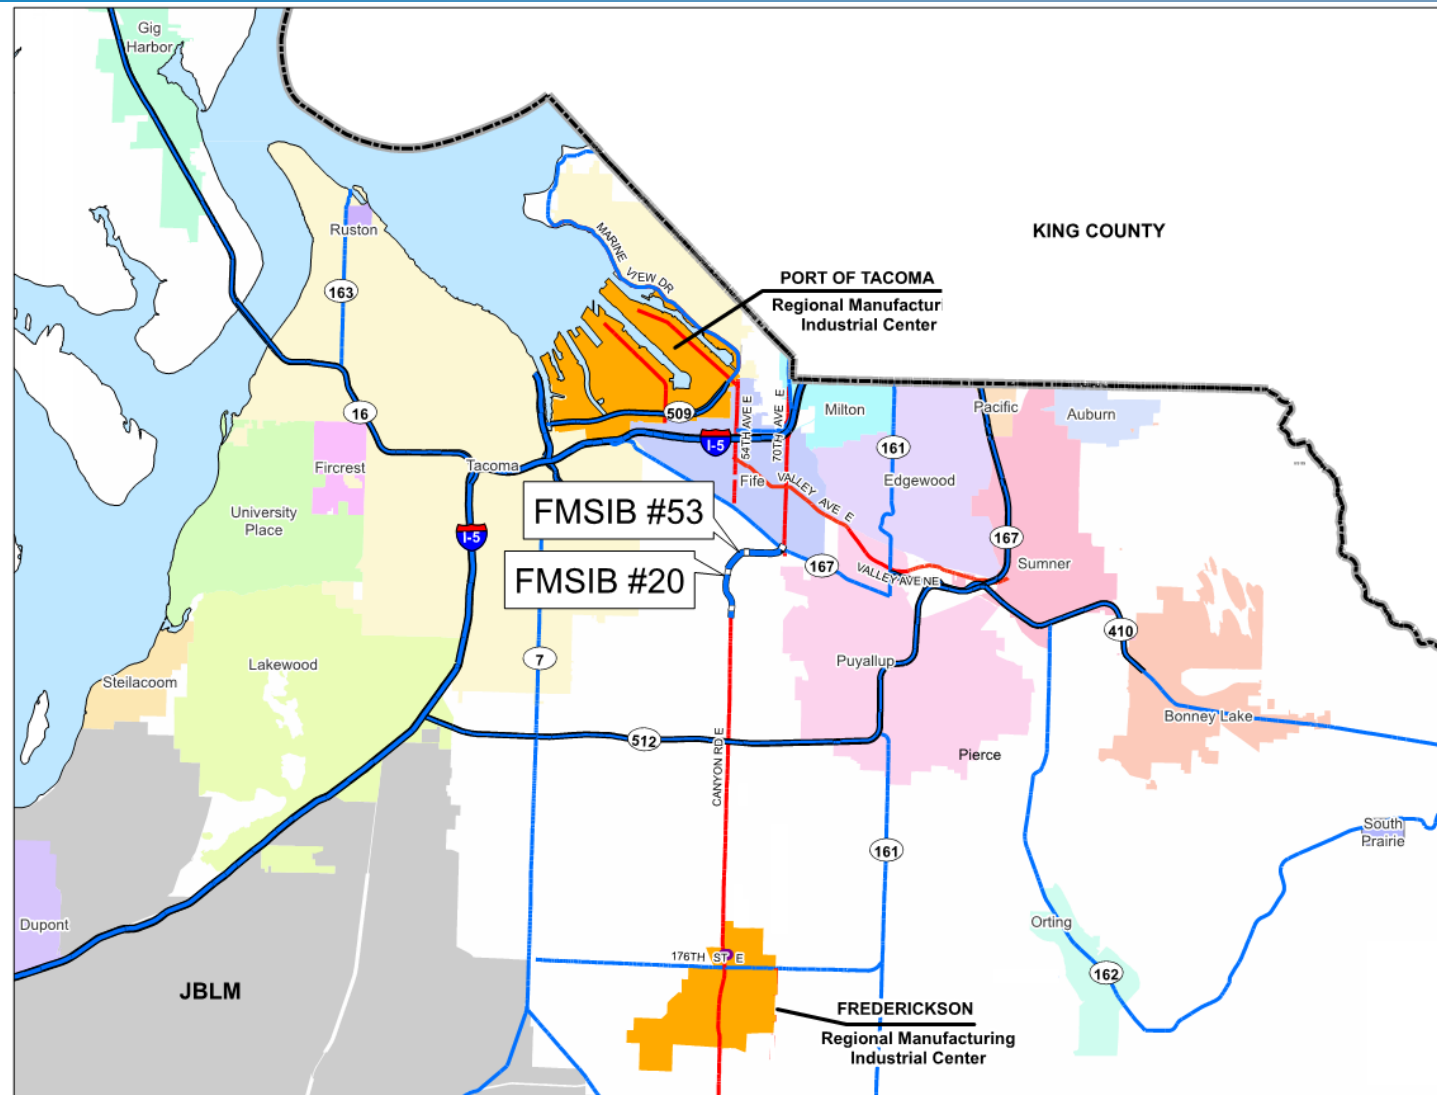 Gig
Harbor
KING COUNTY
Ruston
MARINE VIEW DR
PORT OF TACOMA
Regional Manufacturi
Industrial Center
163
16
509
54TH AVE E
70TH AVE E
Milton
Pacific
Auburn
I-5
161
Tacoma
Fircrest
Fife
VALLEY AVE E
Edgewood
University
Place
FMSIB #53
I-5
167
167
Sumner
FMSIB #20
VALLEY AVE NE
410
7
Lakewood
Puyallup
Steilacoom
Bonney Lake
512
CANYON RD E
Pierce
South
Prairie
161
Dupont
Orting
176TH ST E
162
JBLM
FREDERICKSON
Regional Manufacturing
Industrial Center